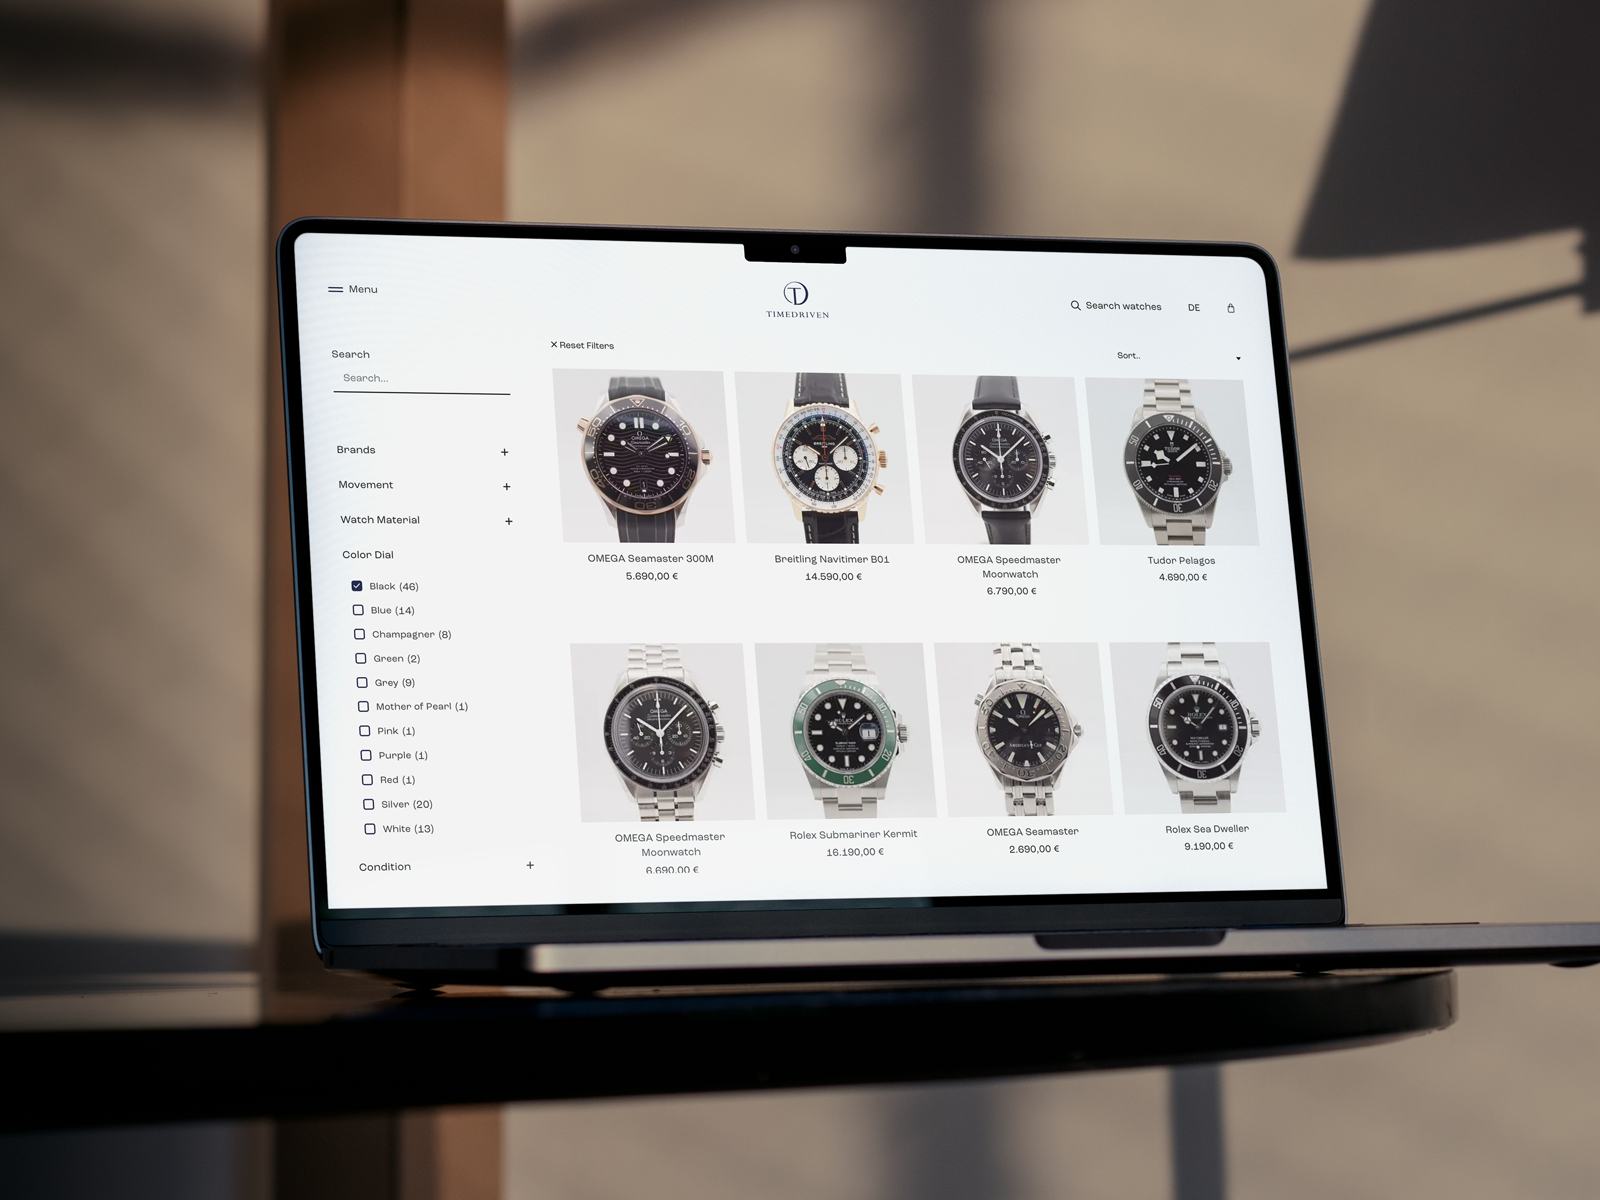 Menu
TIMEDRIVEN
Search watches
DE
Search
Search...
Reset Filters
Sort..
Brands
Movement
Watch Material
Color Dial
Black (46)
Blue (14)
Champagner (8)
Green (2)
Grey (9)
Mother of Pearl (1)
Pink (1)
Purple (1)
Red (1)
Silver (20)
White (13)
Condition
OMEGA Seamaster 300M
5.690,00 €
Breitling Navitimer B01
14.590,00 €
OMEGA Speedmaster
Moonwatch
6.790,00 €
Tudor Pelagos
4.690,00 €
OMEGA Speedmaster
Moonwatch
6.690,00 €
Rolex Submariner Kermit
16.190,00 €
OMEGA Seamaster
2.690,00 €
Rolex Sea Dweller
9.190,00 €